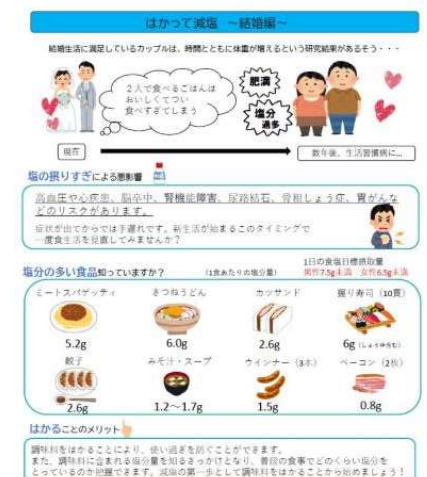 はかって減塩 ～結婚編～
結婚生活に満足しているカップルは、時間とともに体重が増えるという研究結果があるそう・・・
2人で食べるごはんは
おいしくてつい
食べすぎてしまう
肥満
塩分
過多
現在
数年後、生活習慣病に…
塩の摂りすぎによる悪影響
高血圧や心疾患、脳卒中、腎機能障害、尿路結石、骨粗しょう症、胃がんな
どのリスクがあります。
症状が出てからでは手遅れです。新生活が始まるこのタイミングで
一度食生活を見直してみませんか？
塩分の多い食品知っていますか？ （1食あたりの塩分量）
1日の食塩目標摂取量
男性7.5g未満 女性6.5g未満
ミートスパゲッティ きつねうどん カツサンド 握り寿司（10貫）
5.2g 6.0g 2.6g 6g（しょうゆ含む）
餃子 みそ汁・スープ ウインナー（3本） ベーコン（2枚）
2.6g 1.2～1.7g 1.5g 0.8g
はかることのメリット
調味料をはかることにより、使い過ぎを防ぐことができます。
また、調味料に含まれる塩分量を知るきっかけとなり、普段の食事でどのくらい塩分を
とっているのか把握できます。減塩の第一歩として調味料をはかることから始めましょう！